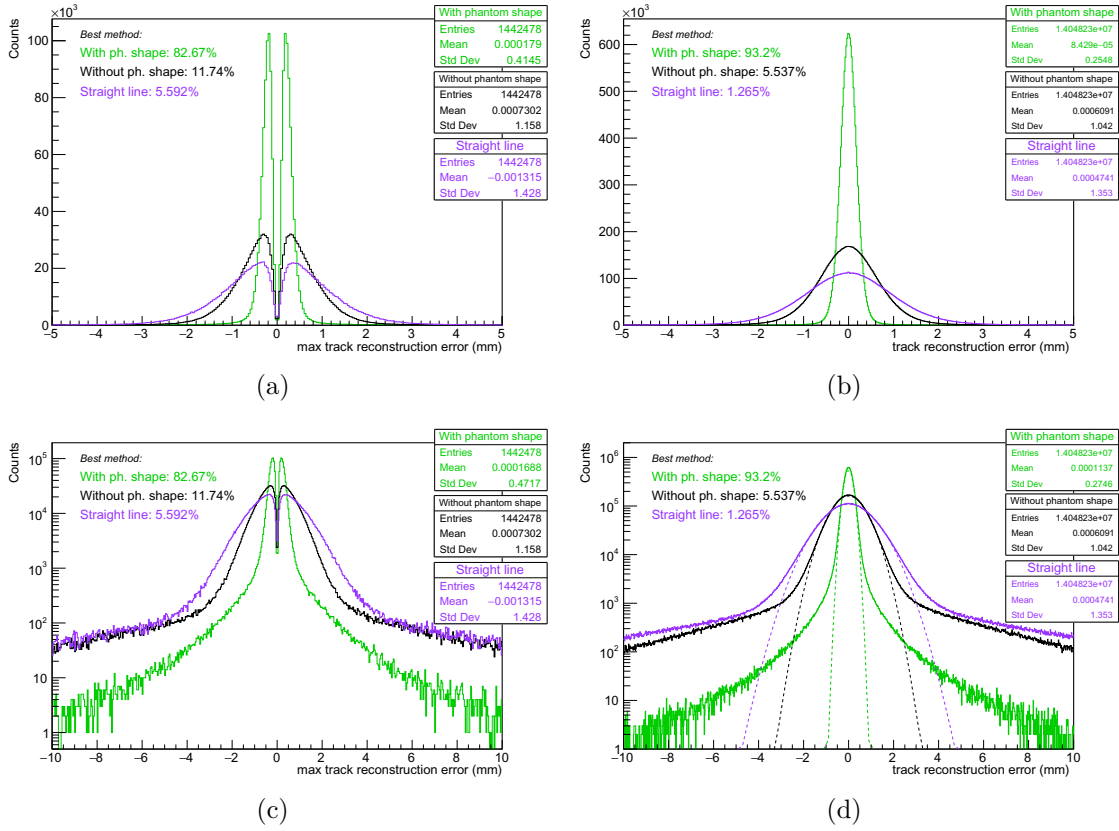 ×10³
Counts
100
80
60
40
20
0
Best method:
With ph. shape: 82.67%
Without ph. shape: 11.74%
Straight line: 5.592%
With phantom shape
Entries 1442478
Mean 0.000179
Std Dev 0.4145
Without phantom shape
Entries 1442478
Mean 0.0007302
Std Dev 1.158
Straight line
Entries 1442478
Mean −0.001315
Std Dev 1.428
−5 −4 −3 −2 −1 0 1 2 3 4 5
max track reconstruction error (mm)
(a)
×10³
Counts
600
500
400
300
200
100
0
Best method:
With ph. shape: 93.2%
Without ph. shape: 5.537%
Straight line: 1.265%
With phantom shape
Entries 1.404823e+07
Mean 8.429e−05
Std Dev 0.2548
Without phantom shape
Entries 1.404823e+07
Mean 0.0006091
Std Dev 1.042
Straight line
Entries 1.404823e+07
Mean 0.0004741
Std Dev 1.353
−5 −4 −3 −2 −1 0 1 2 3 4 5
track reconstruction error (mm)
(b)
Counts
10⁵
10⁴
10³
10²
10
1
Best method:
With ph. shape: 82.67%
Without ph. shape: 11.74%
Straight line: 5.592%
With phantom shape
Entries 1442478
Mean 0.0001688
Std Dev 0.4717
Without phantom shape
Entries 1442478
Mean 0.0007302
Std Dev 1.158
Straight line
Entries 1442478
Mean −0.001315
Std Dev 1.428
−10 −8 −6 −4 −2 0 2 4 6 8 10
max track reconstruction error (mm)
(c)
Counts
10⁶
10⁵
10⁴
10³
10²
10
1
Best method:
With ph. shape: 93.2%
Without ph. shape: 5.537%
Straight line: 1.265%
With phantom shape
Entries 1.404823e+07
Mean 0.0001137
Std Dev 0.2746
Without phantom shape
Entries 1.404823e+07
Mean 0.0006091
Std Dev 1.042
Straight line
Entries 1.404823e+07
Mean 0.0004741
Std Dev 1.353
−10 −8 −6 −4 −2 0 2 4 6 8 10
track reconstruction error (mm)
(d)